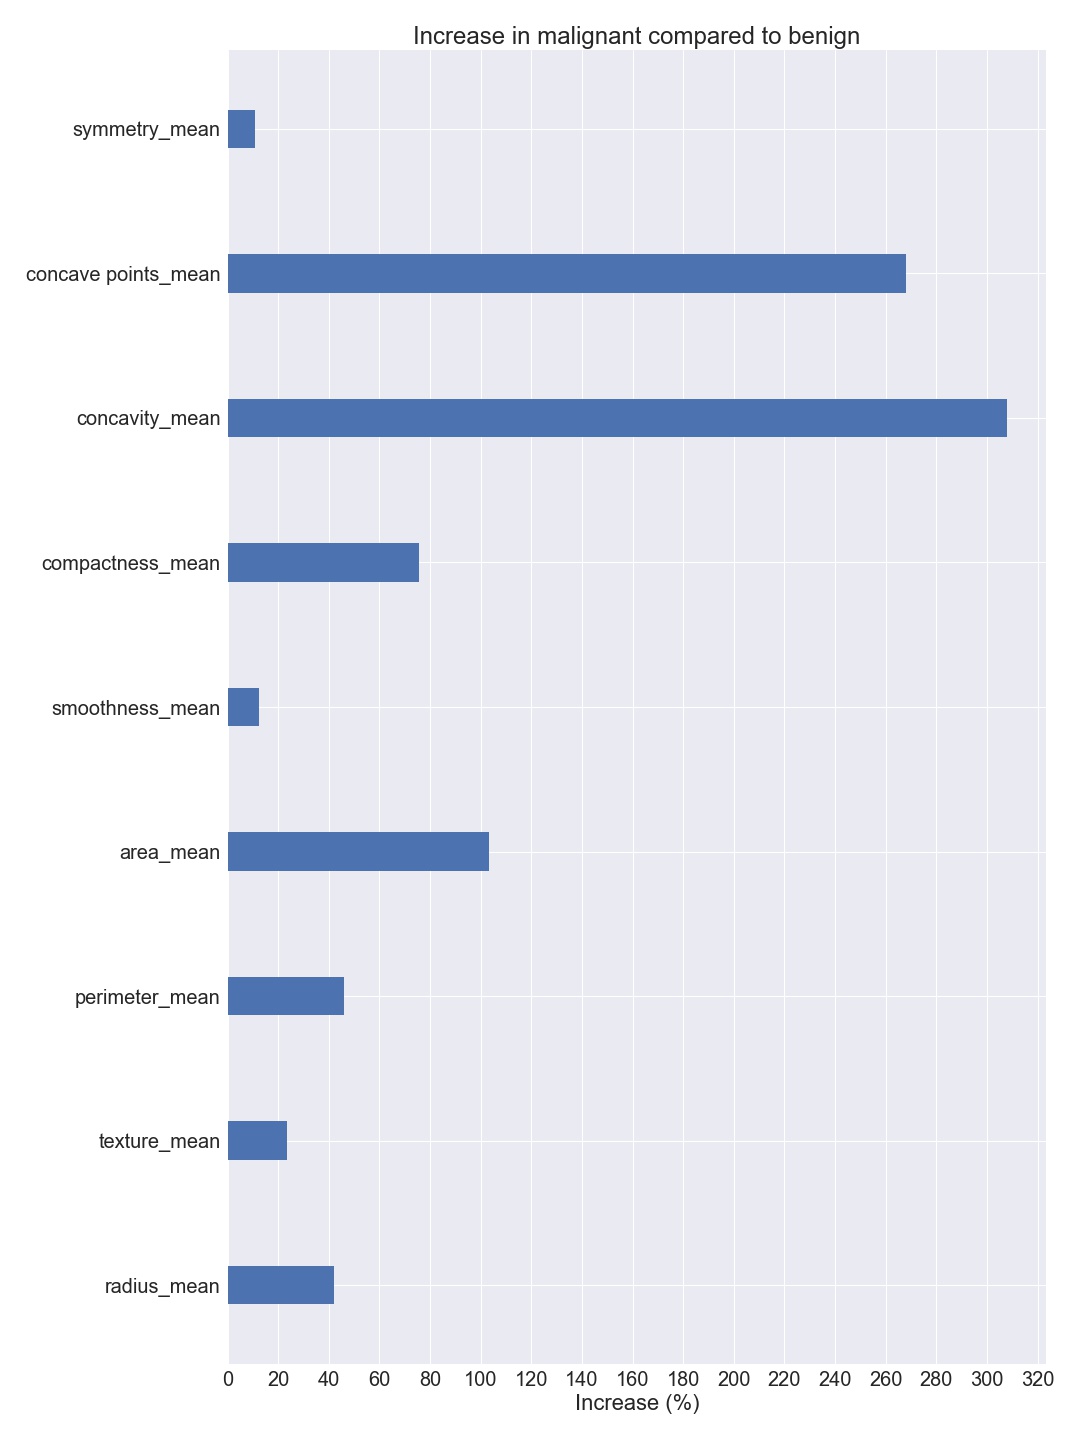 Increase in malignant compared to benign
symmetry_mean
concave points_mean
concavity_mean
compactness_mean
smoothness_mean
area_mean
perimeter_mean
texture_mean
radius_mean
0 20 40 60 80 100 120 140 160 180 200 220 240 260 280 300 320
Increase (%)